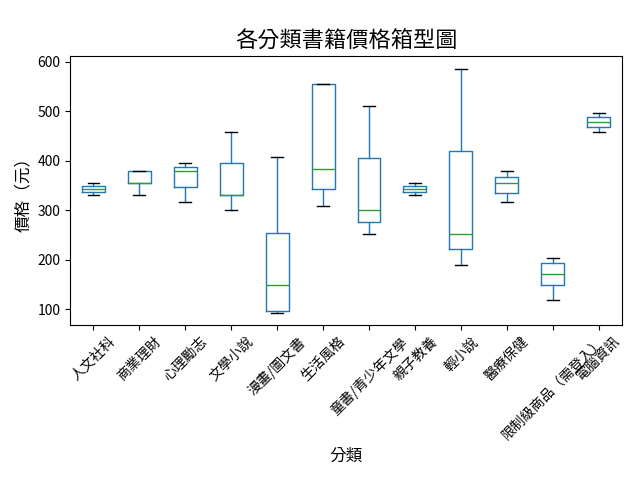 各分類書籍價格箱型圖
價格（元）
600
500
400
300
200
100
人文社科
商業理財
心理勵志
文學小說
漫畫/圖文書
生活風格
童書/青少年文學
親子教養
輕小說
醫療保健
限制級商品（需登入）
電腦資訊
分類